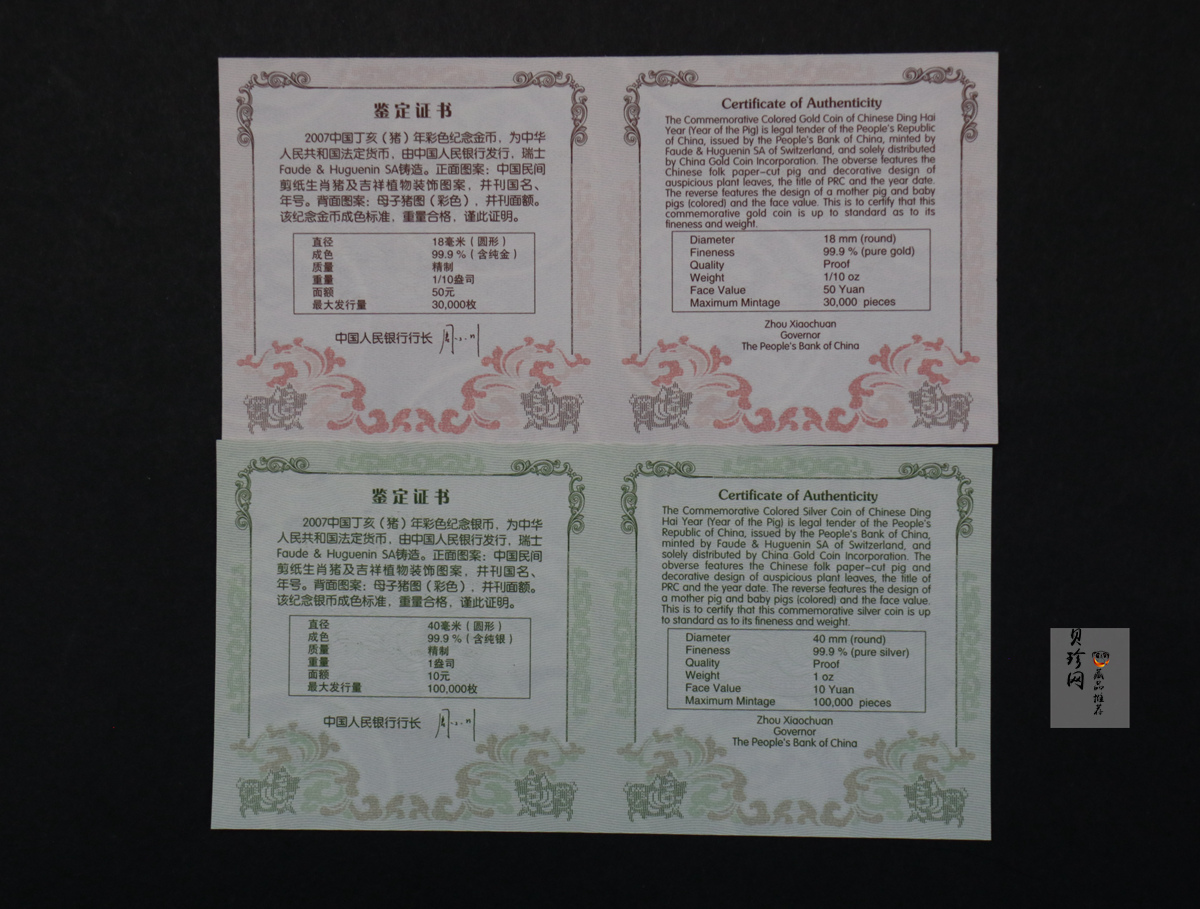 鉴定证书
2007中国丁亥（猪）年彩色纪念金币，为中华
人民共和国法定货币，由中国人民银行发行，瑞士
Faude & Huguenin SA铸造。正面图案：中国民间
剪纸生肖猪及吉祥植物装饰图案，并刊国名、
年号。背面图案：母子猪图（彩色），并刊面额。
该纪念金币成色标准，重量合格，谨此证明。
直径 18毫米（圆形）
成色 99.9 %（含纯金）
质量 精制
重量 1/10盎司
面额 50元
最大发行量 30,000枚
中国人民银行行长
Certificate of Authenticity
The Commemorative Colored Gold Coin of Chinese Ding Hai
Year (Year of the Pig) is legal tender of the People's Republic
of China, issued by the People's Bank of China, minted by
Faude & Huguenin SA of Switzerland, and solely distributed
by China Gold Coin Incorporation. The obverse features the
Chinese folk paper-cut pig and decorative design of
auspicious plant leaves, the title of PRC and the year date.
The reverse features the design of a mother pig and baby
pigs (colored) and the face value. This is to certify that this
commemorative gold coin is up to standard as to its
fineness and weight.
Diameter 18 mm (round)
Fineness 99.9 % (pure gold)
Quality Proof
Weight 1/10 oz
Face Value 50 Yuan
Maximum Mintage 30,000 pieces
Zhou Xiaochuan
Governor
The People's Bank of China
鉴定证书
2007中国丁亥（猪）年彩色纪念银币，为中华
人民共和国法定货币，由中国人民银行发行，瑞士
Faude & Huguenin SA铸造。正面图案：中国民间
剪纸生肖猪及吉祥植物装饰图案，并刊国名、
年号。背面图案：母子猪图（彩色），并刊面额。
该纪念银币成色标准，重量合格，谨此证明。
直径 40毫米（圆形）
成色 99.9 %（含纯银）
质量 精制
重量 1盎司
面额 10元
最大发行量 100,000枚
中国人民银行行长
Certificate of Authenticity
The Commemorative Colored Silver Coin of Chinese Ding
Hai Year (Year of the Pig) is legal tender of the People's
Republic of China, issued by the People's Bank of China,
minted by Faude & Huguenin SA of Switzerland, and
solely distributed by China Gold Coin Incorporation. The
obverse features the Chinese folk paper-cut pig and
decorative design of auspicious plant leaves, the title of
PRC and the year date. The reverse features the design of
a mother pig and baby pigs (colored) and the face value.
This is to certify that this commemorative silver coin is up
to standard as to its fineness and weight.
Diameter 40 mm (round)
Fineness 99.9 % (pure silver)
Quality Proof
Weight 1 oz
Face Value 10 Yuan
Maximum Mintage 100,000 pieces
Zhou Xiaochuan
Governor
The People's Bank of China
贝珍网
藏品推荐